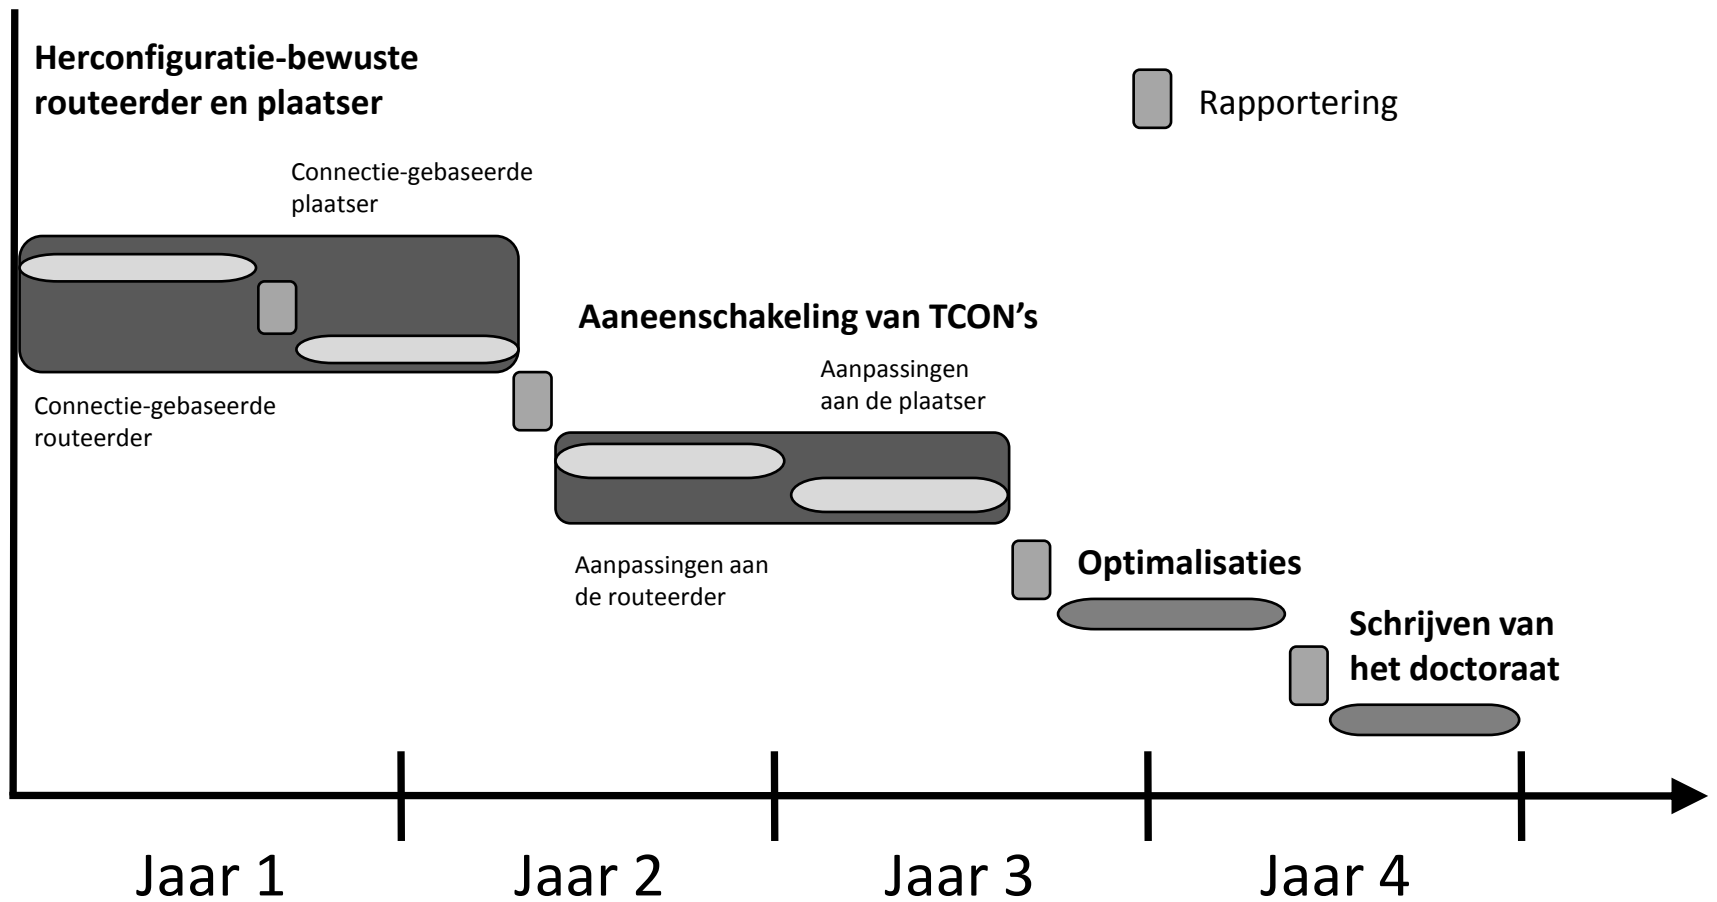 Herconfiguratie-bewuste
routeerder en plaatser
Rapportering
Connectie-gebaseerde
plaatser
Connectie-gebaseerde
routeerder
Aaneenschakeling van TCON’s
Aanpassingen
aan de plaatser
Aanpassingen aan
de routeerder
Optimalisaties
Schrijven van
het doctoraat
Jaar 1
Jaar 2
Jaar 3
Jaar 4